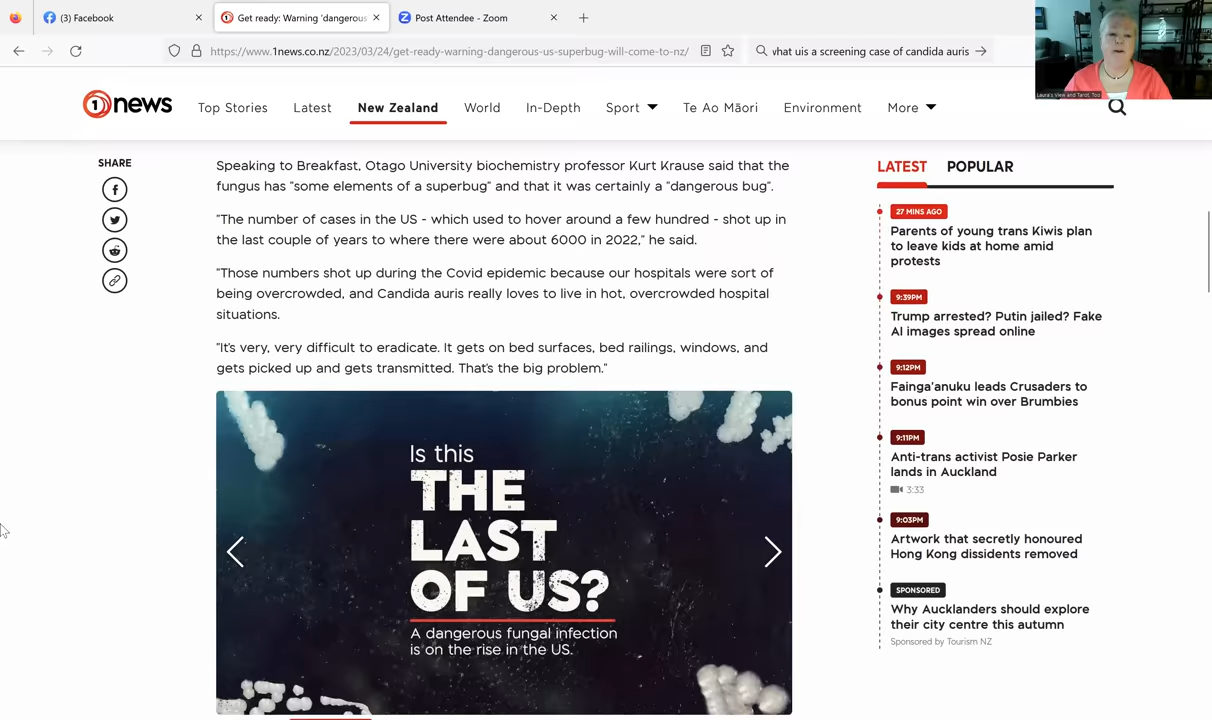 (3) Facebook
Get ready: Warning 'dangerous
Post Attendee - Zoom
https://www.1news.co.nz/2023/03/24/get-ready-warning-dangerous-us-superbug-will-come-to-nz/
what uis a screening case of candida auris
Laura's View and Tarot, Too
1 news
Top Stories
Latest
New Zealand
World
In-Depth
Sport
Te Ao Māori
Environment
More
SHARE
Speaking to Breakfast, Otago University biochemistry professor Kurt Krause said that the
fungus has "some elements of a superbug" and that it was certainly a "dangerous bug".
"The number of cases in the US - which used to hover around a few hundred - shot up in
the last couple of years to where there were about 6000 in 2022," he said.
"Those numbers shot up during the Covid epidemic because our hospitals were sort of
being overcrowded, and Candida auris really loves to live in hot, overcrowded hospital
situations.
"It's very, very difficult to eradicate. It gets on bed surfaces, bed railings, windows, and
gets picked up and gets transmitted. That's the big problem."
Is this
THE
LAST
OF US?
A dangerous fungal infection
is on the rise in the US.
LATEST
POPULAR
27 MINS AGO
Parents of young trans Kiwis plan
to leave kids at home amid
protests
9:39PM
Trump arrested? Putin jailed? Fake
AI images spread online
9:12PM
Fainga'anuku leads Crusaders to
bonus point win over Brumbies
9:11PM
Anti-trans activist Posie Parker
lands in Auckland
3:33
9:03PM
Artwork that secretly honoured
Hong Kong dissidents removed
SPONSORED
Why Aucklanders should explore
their city centre this autumn
Sponsored by Tourism NZ